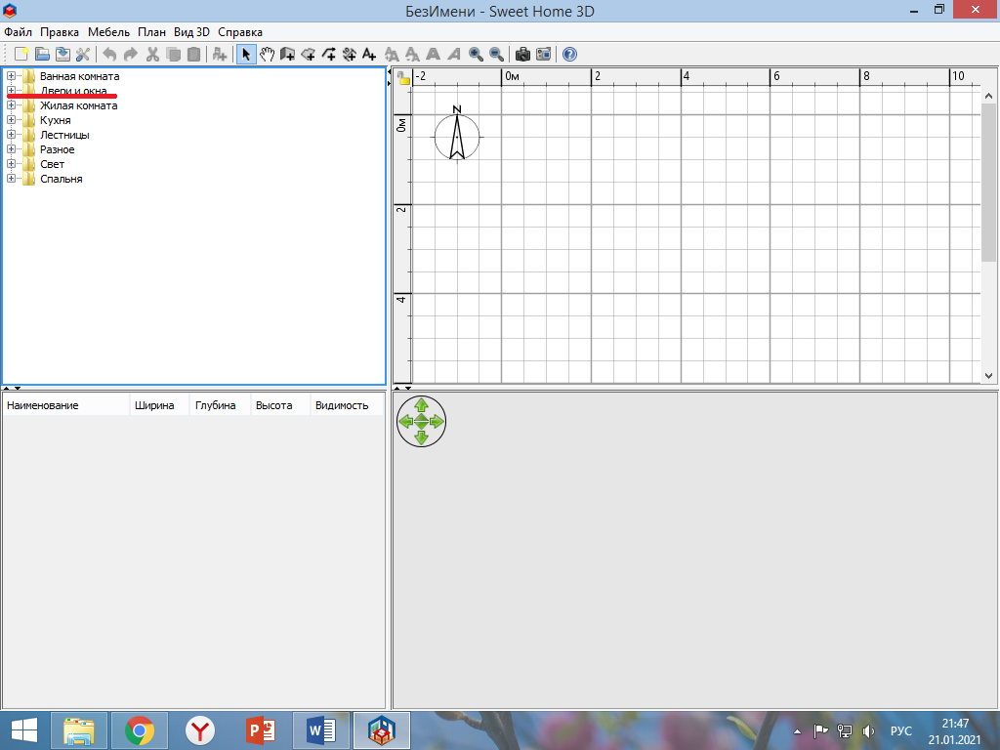 БезИмени - Sweet Home 3D
Файл Правка Мебель План Вид 3D Справка
Ванная комната
Двери и окна
Жилая комната
Кухня
Лестницы
Разное
Свет
Спальня
-2 0м 2 4 6 8 10
N
0м
2
4
Наименование Ширина Глубина Высота Видимость
РУС
21:47
21.01.2021